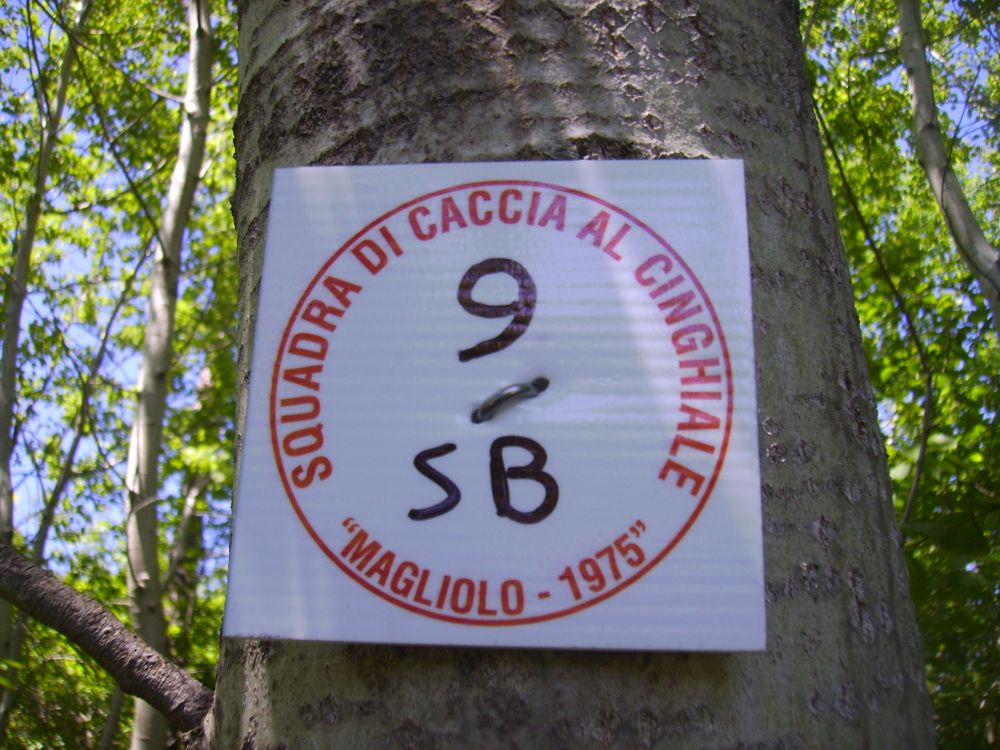 SQUADRA DI CACCIA AL CINGHIALE
9
SB
"MAGLIOLO - 1975"